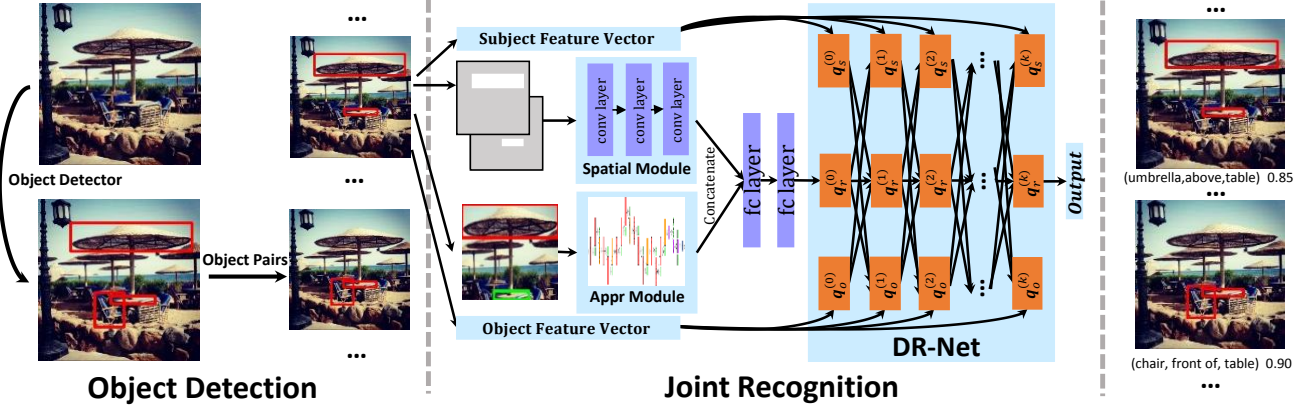 ...
Object Detector
Object Pairs
...
...
...
Object Detection
Subject Feature Vector
conv layer
conv layer
conv layer
Spatial Module
Appr Module
Object Feature Vector
Concatenate
fc layer
fc layer
q_s^(0) q_s^(1) q_s^(2) ... q_s^(k)
q_r^(0) q_r^(1) q_r^(2) ... q_r^(k)
q_o^(0) q_o^(1) q_o^(2) ... q_o^(k)
DR-Net
Output
Joint Recognition
...
(umbrella,above,table) 0.85
...
(chair, front of, table) 0.90
...